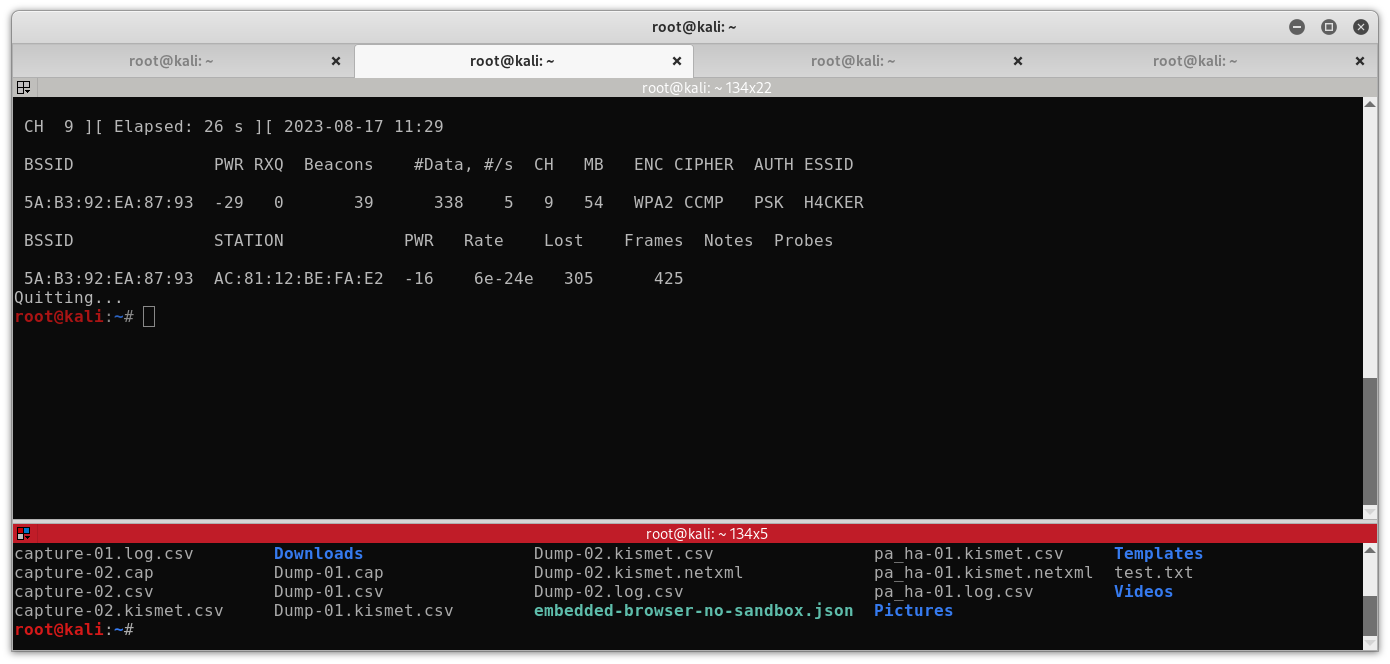 root@kali: ~
root@kali: ~ root@kali: ~ root@kali: ~ root@kali: ~
root@kali: ~ 134x22
CH  9 ][ Elapsed: 26 s ][ 2023-08-17 11:29
BSSID              PWR RXQ  Beacons    #Data, #/s  CH   MB   ENC CIPHER  AUTH ESSID
5A:B3:92:EA:87:93  -29   0       39      338    5   9   54   WPA2 CCMP   PSK  H4CKER
BSSID              STATION            PWR   Rate    Lost    Frames  Notes  Probes
5A:B3:92:EA:87:93  AC:81:12:BE:FA:E2  -16    6e-24e   305      425
Quitting...
root@kali:~#
root@kali: ~ 134x5
capture-01.log.csv        Downloads                 Dump-02.kismet.csv                pa_ha-01.kismet.csv     Templates
capture-02.cap            Dump-01.cap               Dump-02.kismet.netxml             pa_ha-01.kismet.netxml  test.txt
capture-02.csv            Dump-01.csv               Dump-02.log.csv                   pa_ha-01.log.csv        Videos
capture-02.kismet.csv     Dump-01.kismet.csv        embedded-browser-no-sandbox.json  Pictures
root@kali:~#